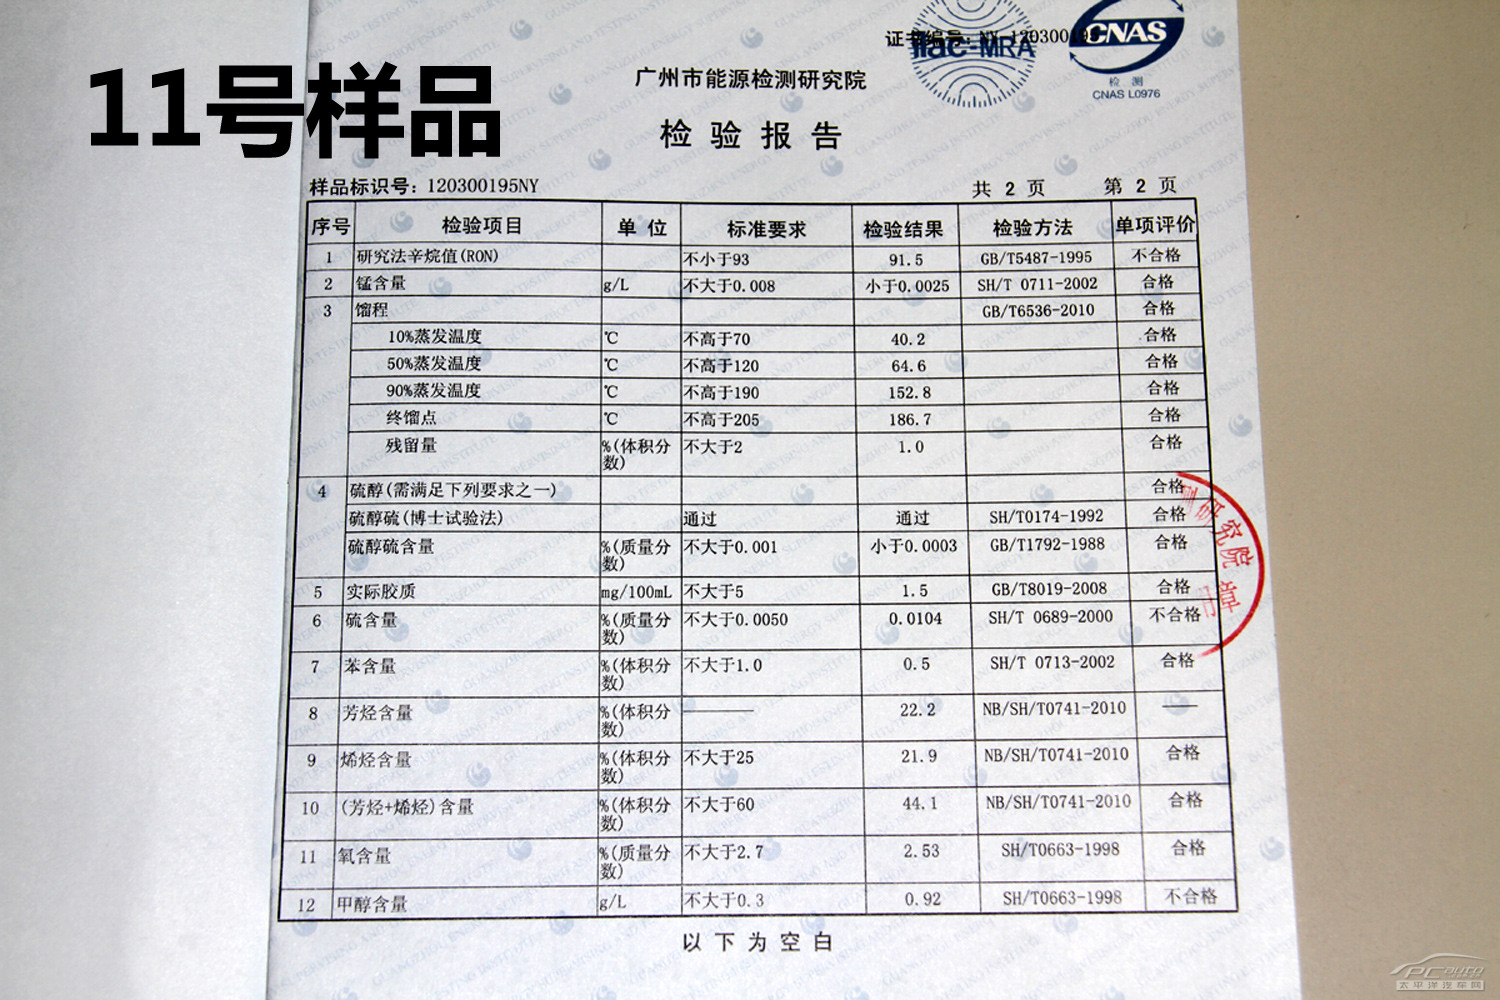 11号样品
证书编号: NY-120300195
ilac-MRA
CNAS
检 测
CNAS L0976
广州市能源检测研究院
检验报告
样品标识号: 120300195NY 共 2 页 第 2 页
序号 检验项目 单位 标准要求 检验结果 检验方法 单项评价
1 研究法辛烷值(RON) 不小于93 91.5 GB/T5487-1995 不合格
2 锰含量 g/L 不大于0.008 小于0.0025 SH/T 0711-2002 合格
3 馏程 GB/T6536-2010 合格
10%蒸发温度 ℃ 不高于70 40.2 合格
50%蒸发温度 ℃ 不高于120 64.6 合格
90%蒸发温度 ℃ 不高于190 152.8 合格
终馏点 ℃ 不高于205 186.7 合格
残留量 %(体积分数) 不大于2 1.0 合格
4 硫醇(需满足下列要求之一) 合格
硫醇硫(博士试验法) 通过 通过 SH/T0174-1992 合格
硫醇硫含量 %(质量分数) 不大于0.001 小于0.0003 GB/T1792-1988 合格
5 实际胶质 mg/100mL 不大于5 1.5 GB/T8019-2008 合格
6 硫含量 %(质量分数) 不大于0.0050 0.0104 SH/T 0689-2000 不合格
7 苯含量 %(体积分数) 不大于1.0 0.5 SH/T 0713-2002 合格
8 芳烃含量 %(体积分数) —— 22.2 NB/SH/T0741-2010 ——
9 烯烃含量 %(体积分数) 不大于25 21.9 NB/SH/T0741-2010 合格
10 (芳烃+烯烃)含量 %(体积分数) 不大于60 44.1 NB/SH/T0741-2010 合格
11 氧含量 %(质量分数) 不大于2.7 2.53 SH/T0663-1998 合格
12 甲醇含量 g/L 不大于0.3 0.92 SH/T0663-1998 不合格
以下为空白
研究院
章
PCauto
太平洋汽车网